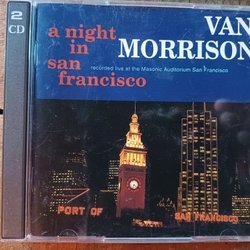 2
CD
a night
in
san
francisco
VAN
MORRISON
recorded live at the Masonic Auditorium San Francisco
PORT OF SAN FRANCISCO